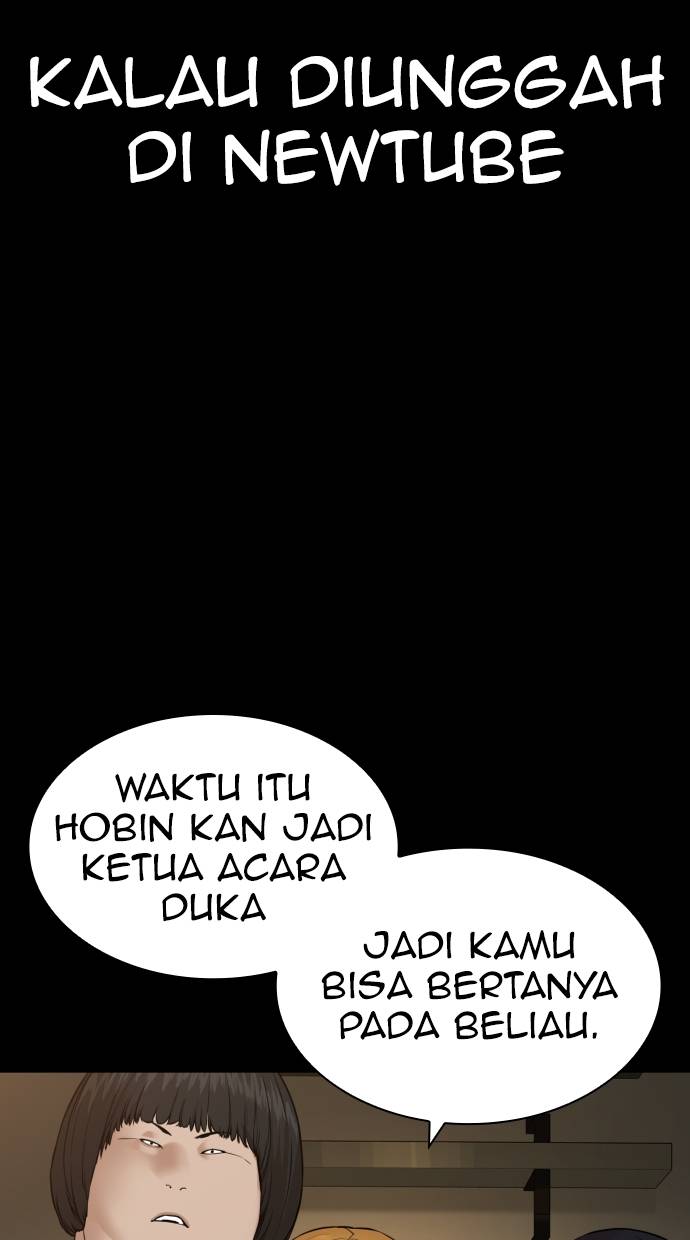 KALAU DIUNGGAH
DI NEWTUBE
WAKTU ITU
HOBIN KAN JADI
KETUA ACARA
DUKA
JADI KAMU
BISA BERTANYA
PADA BELIAU.